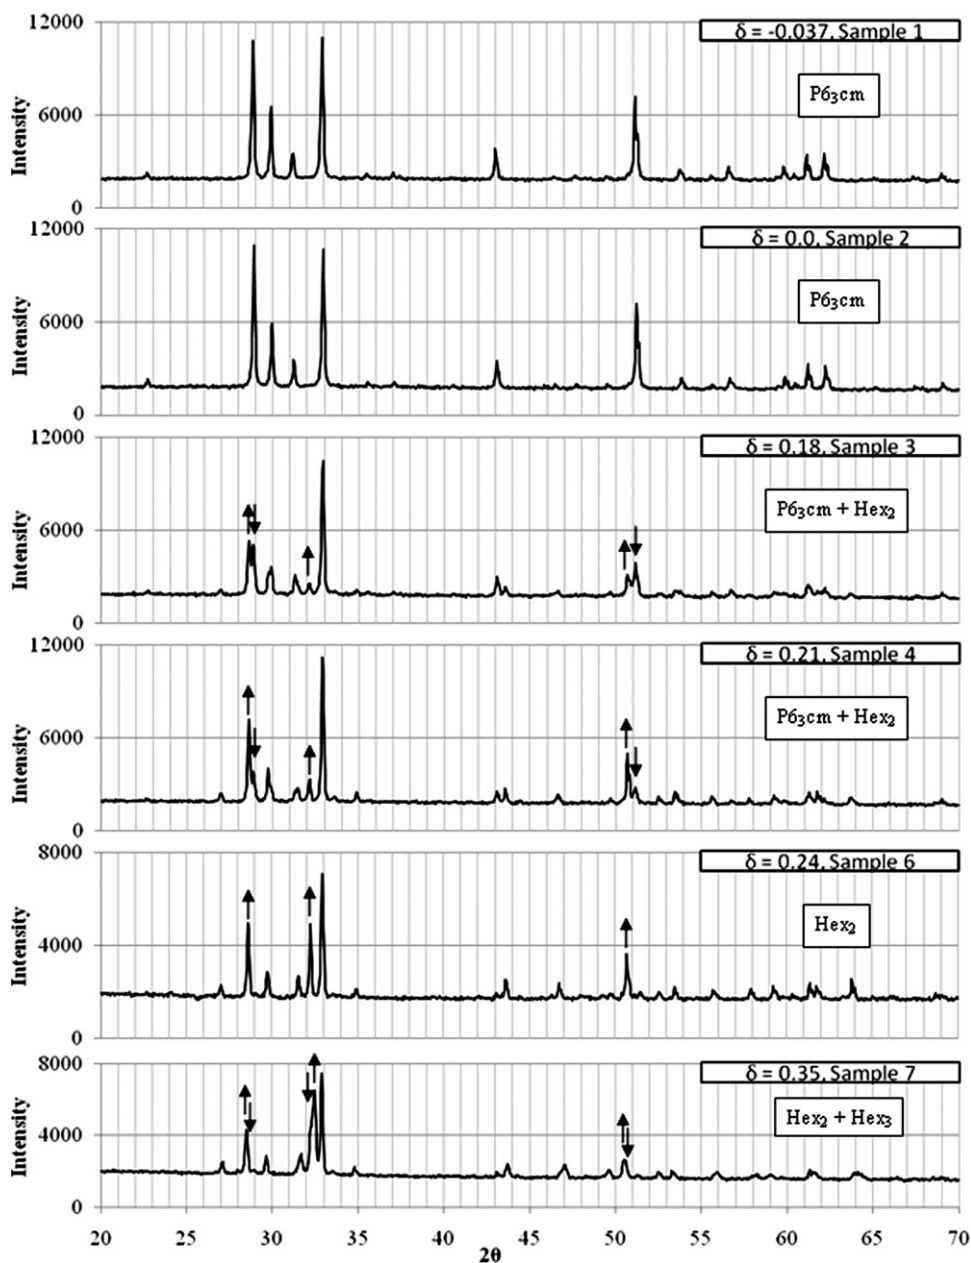 12000
δ = -0.037, Sample 1
P6₃cm
Intensity
6000
0
12000
δ = 0.0, Sample 2
P6₃cm
Intensity
6000
0
12000
δ = 0.18, Sample 3
P6₃cm + Hex₂
Intensity
6000
0
12000
δ = 0.21, Sample 4
P6₃cm + Hex₂
Intensity
6000
0
8000
δ = 0.24, Sample 6
Hex₂
Intensity
4000
0
8000
δ = 0.35, Sample 7
Hex₂ + Hex₃
Intensity
4000
0
20 25 30 35 40 45 50 55 60 65 70
2θ